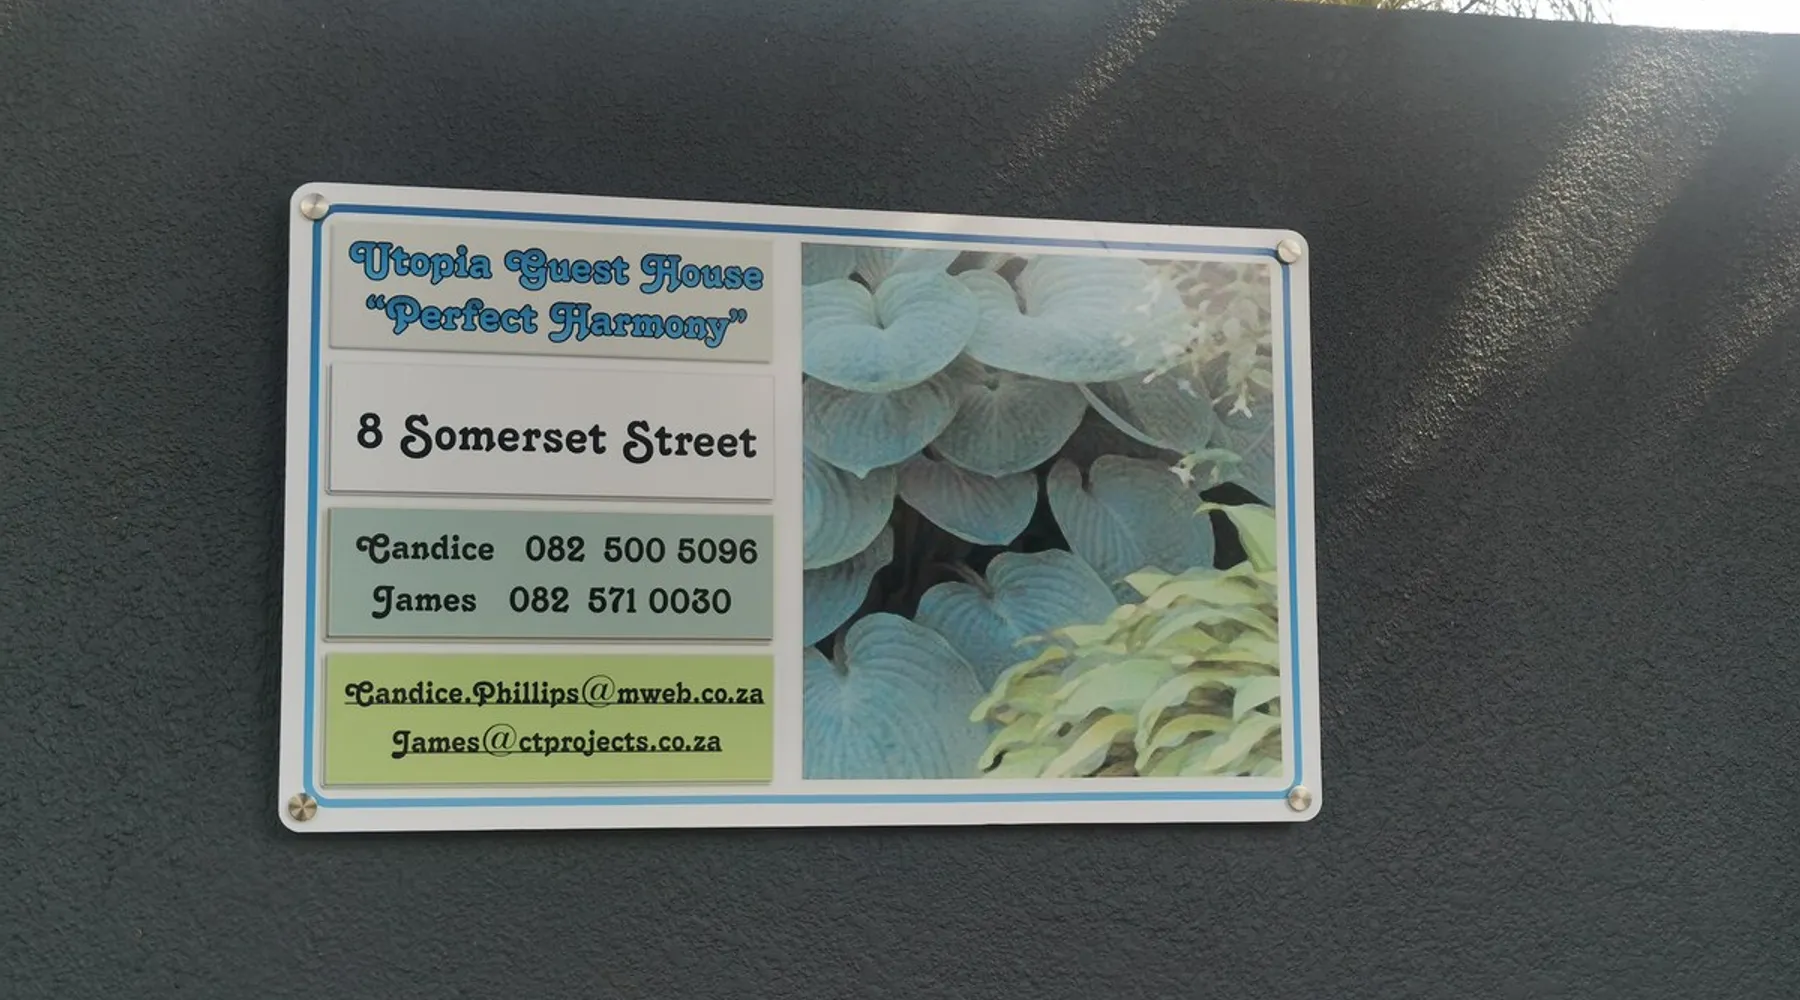 Utopia Guest House
“Perfect Harmony”
8 Somerset Street
Candice 082 500 5096
James 082 571 0030
Candice.Phillips@mweb.co.za
James@ctprojects.co.za